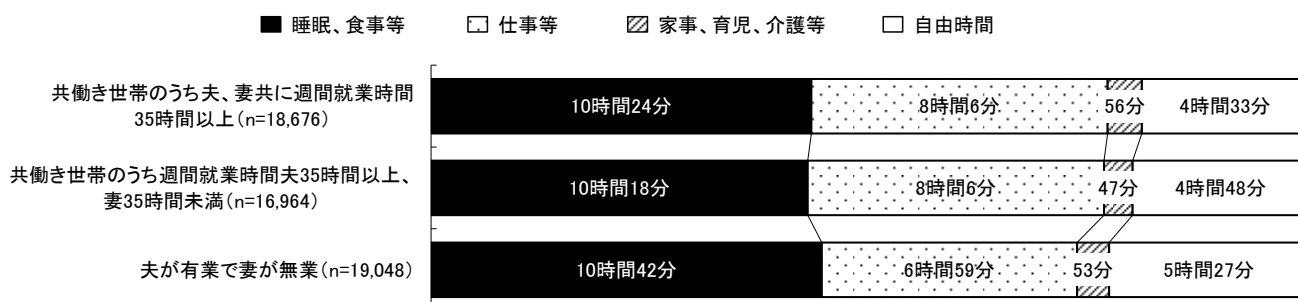 睡眠、食事等 仕事等 家事、育児、介護等 自由時間
共働き世帯のうち夫、妻共に週間就業時間
35時間以上(n=18,676)
10時間24分 8時間6分 56分 4時間33分
共働き世帯のうち週間就業時間夫35時間以上、
妻35時間未満(n=16,964)
10時間18分 8時間6分 47分 4時間48分
夫が有業で妻が無業(n=19,048)
10時間42分 6時間59分 53分 5時間27分